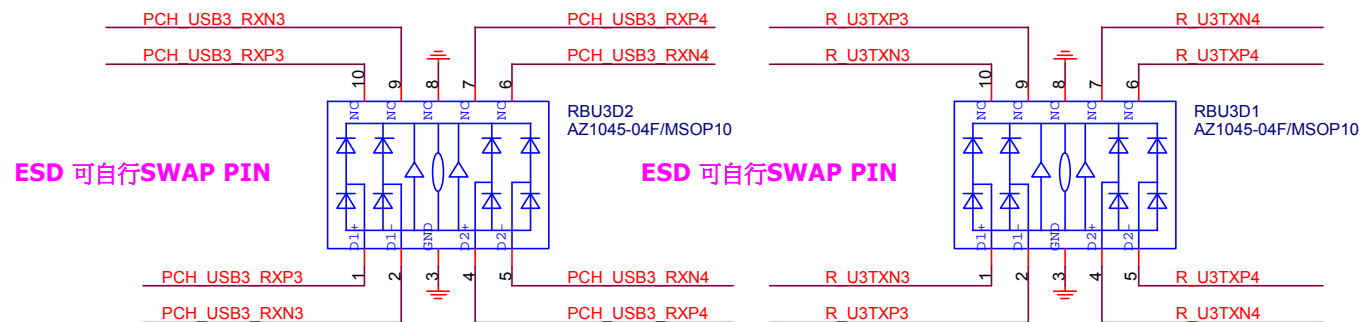 PCH_USB3_RXN3
PCH_USB3_RXP4
R_U3TXP3
R_U3TXN4
PCH_USB3_RXP3
PCH_USB3_RXN4
R_U3TXN3
R_U3TXP4
10 9 8 7 6
10 9 8 7 6
NC NC NC NC NC
NC NC NC NC NC
RBU3D2
AZ1045-04F/MSOP10
RBU3D1
AZ1045-04F/MSOP10
ESD 可自行SWAP PIN
ESD 可自行SWAP PIN
D1+ D1- GND D2+ D2-
D1+ D1- GND D2+ D2-
1 2 3 4 5
1 2 3 4 5
PCH_USB3_RXP3
PCH_USB3_RXN4
R_U3TXN3
R_U3TXP4
PCH_USB3_RXN3
PCH_USB3_RXP4
R_U3TXP3
R_U3TXN4